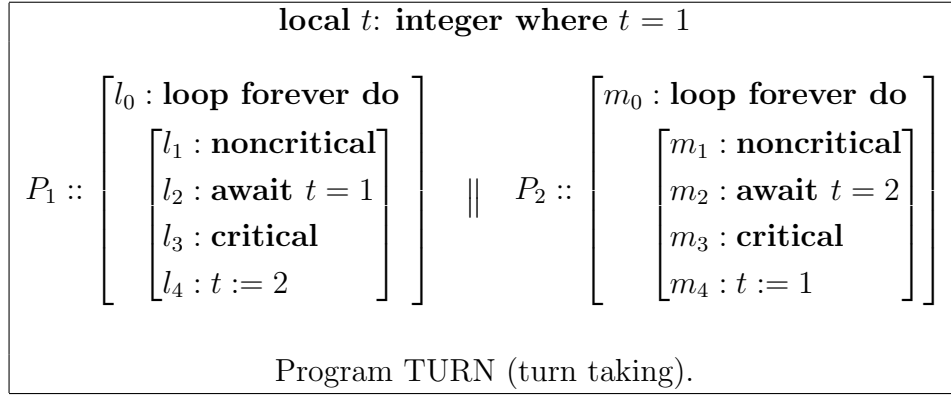 local t: integer where t = 1
P₁ :: [l₀ : loop forever do [l₁ : noncritical
l₂ : await t = 1
l₃ : critical
l₄ : t := 2]]
||
P₂ :: [m₀ : loop forever do [m₁ : noncritical
m₂ : await t = 2
m₃ : critical
m₄ : t := 1]]
Program TURN (turn taking).